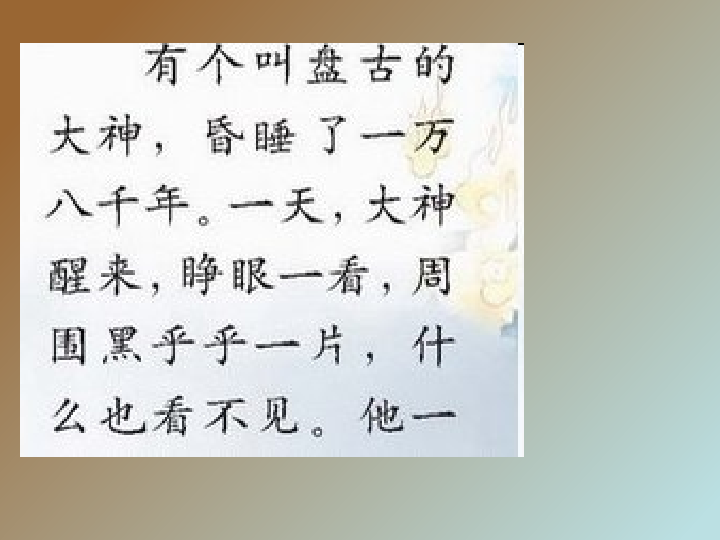 有个叫盘古的
大神，昏睡了一万
八千年。一天，大神
醒来，睁眼一看，周
围黑乎乎一片，什
么也看不见。他一